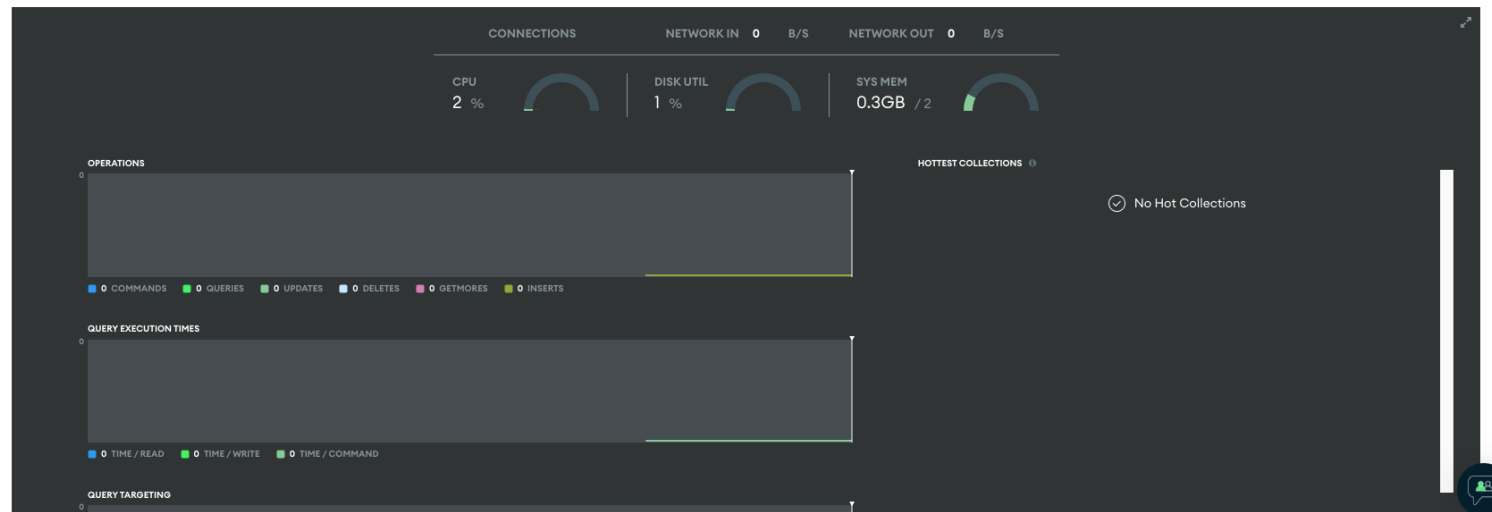 CONNECTIONS NETWORK IN 0 B/S NETWORK OUT 0 B/S
CPU DISK UTIL SYS MEM
2 % 1 % 0.3GB / 2
OPERATIONS
0
0 COMMANDS 0 QUERIES 0 UPDATES 0 DELETES 0 GETMORES 0 INSERTS
QUERY EXECUTION TIMES
0
0 TIME / READ 0 TIME / WRITE 0 TIME / COMMAND
QUERY TARGETING
0
HOTTEST COLLECTIONS
No Hot Collections